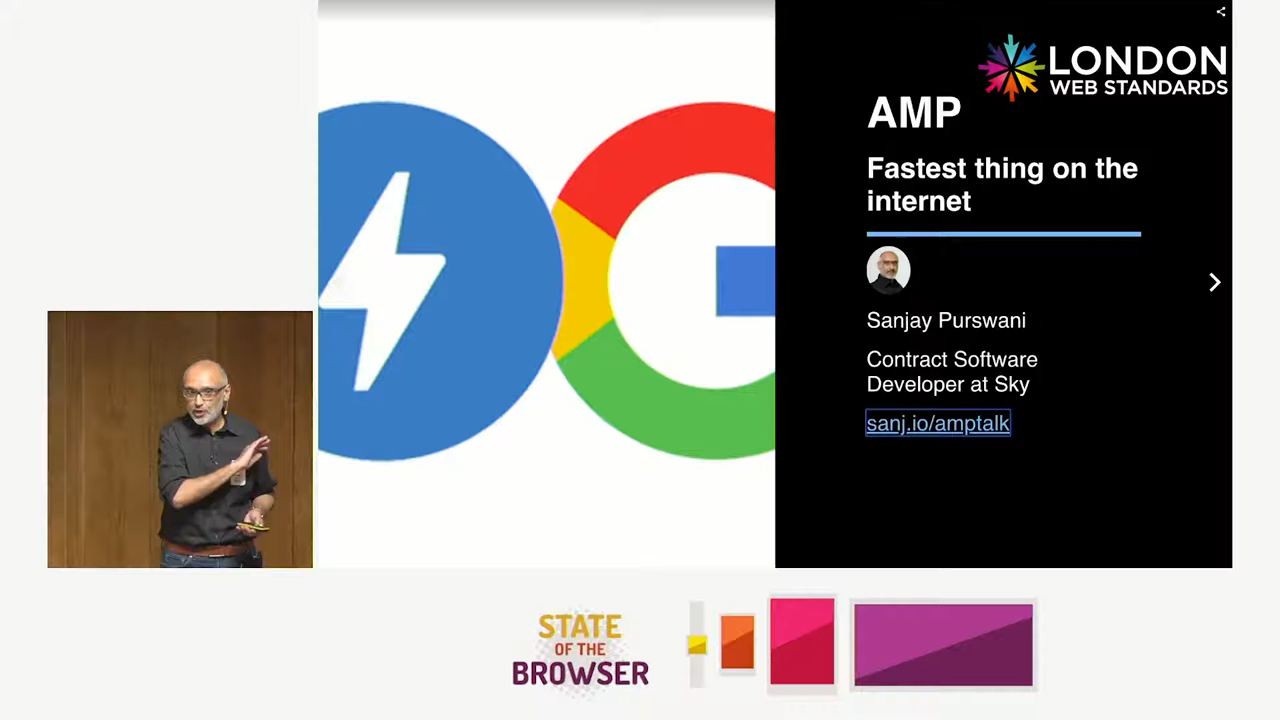 LONDON
WEB STANDARDS
AMP
Fastest thing on the
internet
Sanjay Purswani
Contract Software
Developer at Sky
sanj.io/amptalk
STATE
OF THE
BROWSER